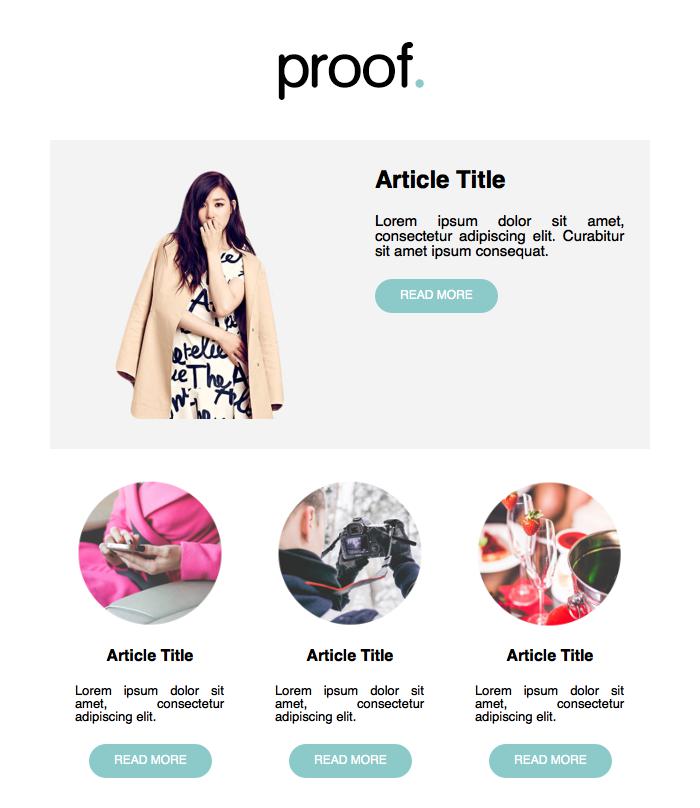 proof.
Article Title
Lorem ipsum dolor sit amet,
consectetur adipiscing elit. Curabitur
sit amet ipsum consequat.
READ MORE
Article Title
Lorem ipsum dolor sit
amet, consectetur
adipiscing elit.
READ MORE
Article Title
Lorem ipsum dolor sit
amet, consectetur
adipiscing elit.
READ MORE
Article Title
Lorem ipsum dolor sit
amet, consectetur
adipiscing elit.
READ MORE